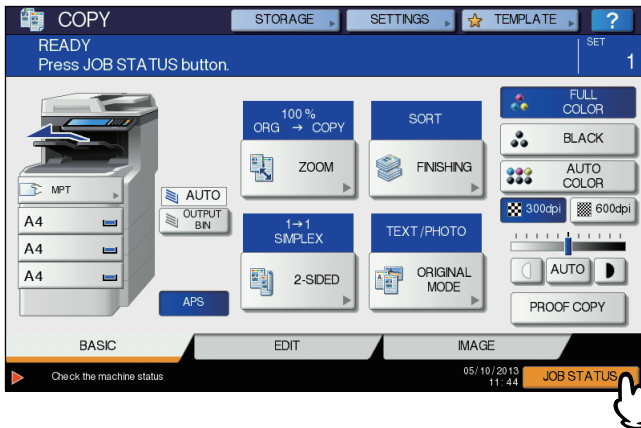 COPY
STORAGE
SETTINGS
TEMPLATE
?
READY
Press JOB STATUS button.
SET
1
100 %
ORG → COPY
ZOOM
SORT
FINISHING
FULL
COLOR
BLACK
AUTO
COLOR
300dpi
600dpi
MPT
A4
A4
A4
AUTO
OUTPUT
BIN
APS
1→1
SIMPLEX
2-SIDED
TEXT/PHOTO
ORIGINAL
MODE
AUTO
PROOF COPY
BASIC
EDIT
IMAGE
Check the machine status
05/10/2013
11:44
JOB STATUS